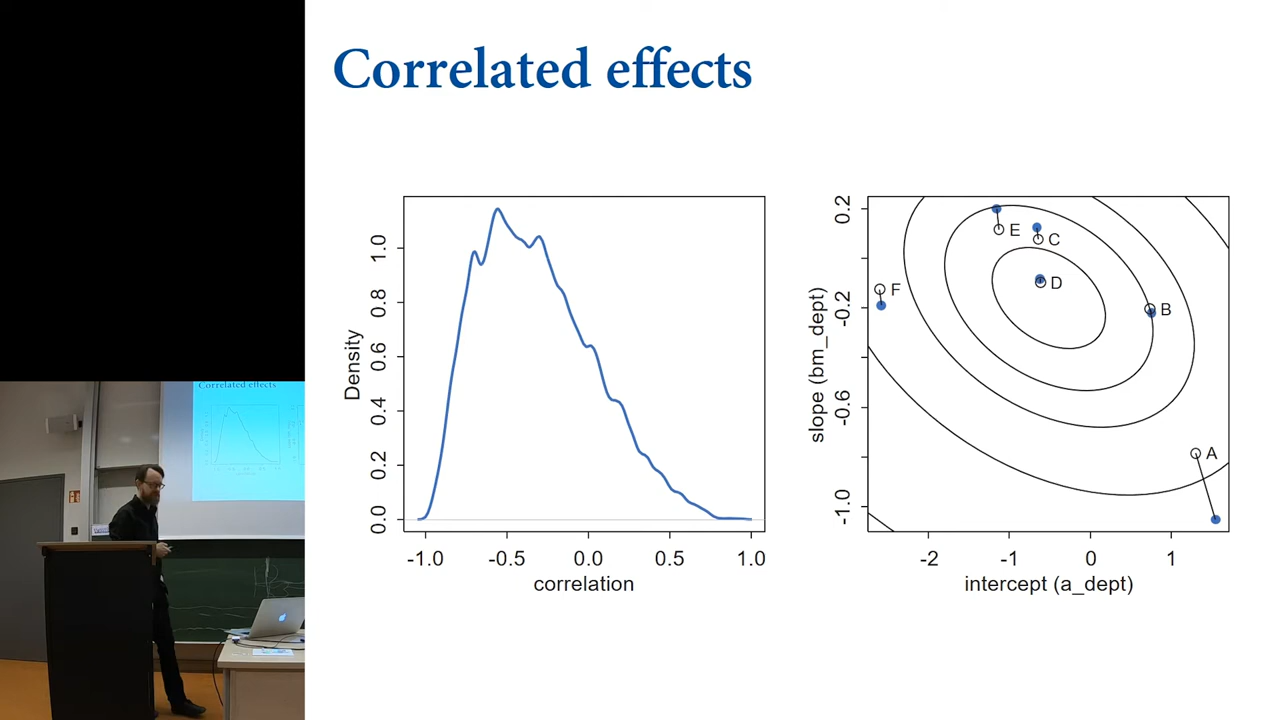 Correlated effects
Density
0.0 0.2 0.4 0.6 0.8 1.0
-1.0 -0.5 0.0 0.5 1.0
correlation
slope (bm_dept)
-1.0 -0.6 -0.2 0.2
E
C
D
F
B
A
-2 -1 0 1
intercept (a_dept)
Correlated effects